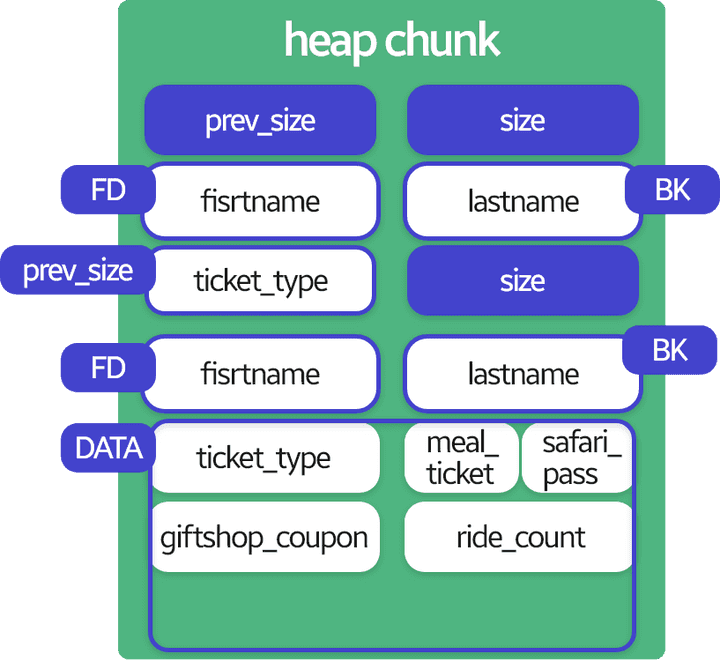 heap chunk
prev_size size
FD fisrtname lastname BK
prev_size ticket_type size
FD fisrtname lastname BK
DATA ticket_type meal_ safari_
ticket pass
giftshop_coupon ride_count